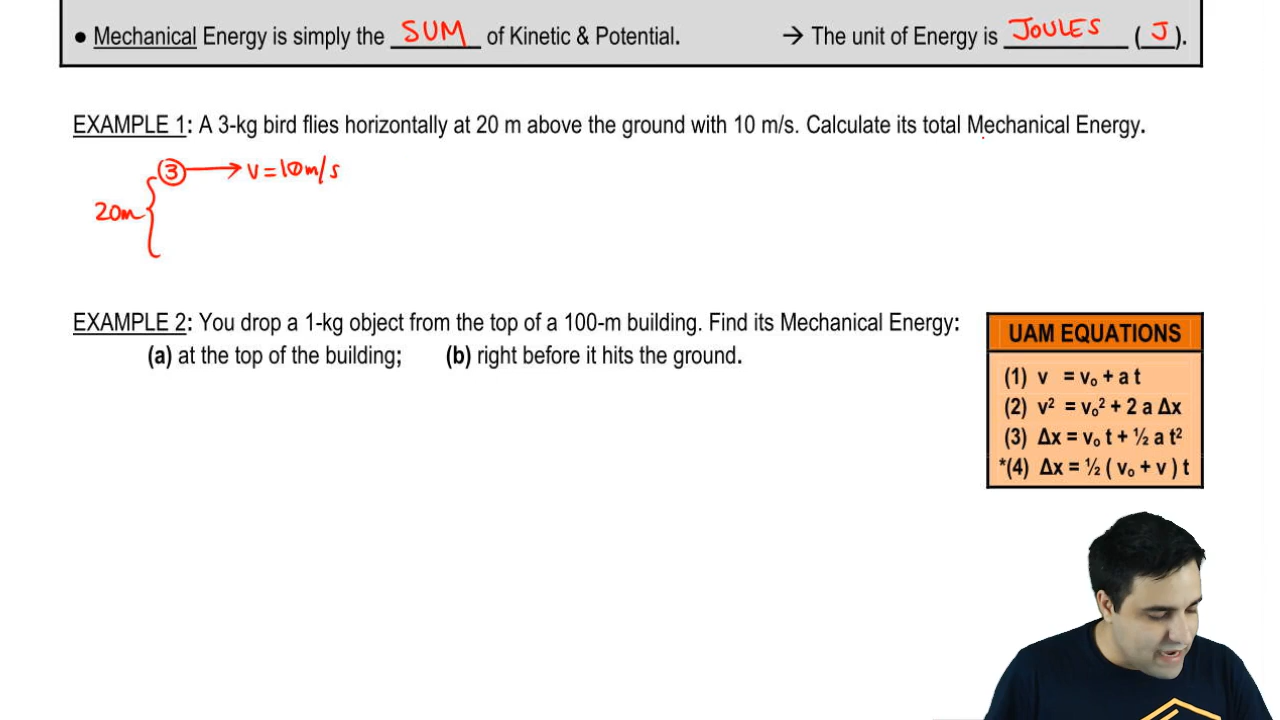 ● Mechanical Energy is simply the SUM of Kinetic & Potential. → The unit of Energy is JOULES (J).
EXAMPLE 1: A 3-kg bird flies horizontally at 20 m above the ground with 10 m/s. Calculate its total Mechanical Energy.
3 → v=10m/s
20m
EXAMPLE 2: You drop a 1-kg object from the top of a 100-m building. Find its Mechanical Energy:
(a) at the top of the building; (b) right before it hits the ground.
UAM EQUATIONS
(1) v = v₀ + a t
(2) v² = v₀² + 2 a Δx
(3) Δx = v₀ t + ½ a t²
*(4) Δx = ½ ( v₀ + v ) t